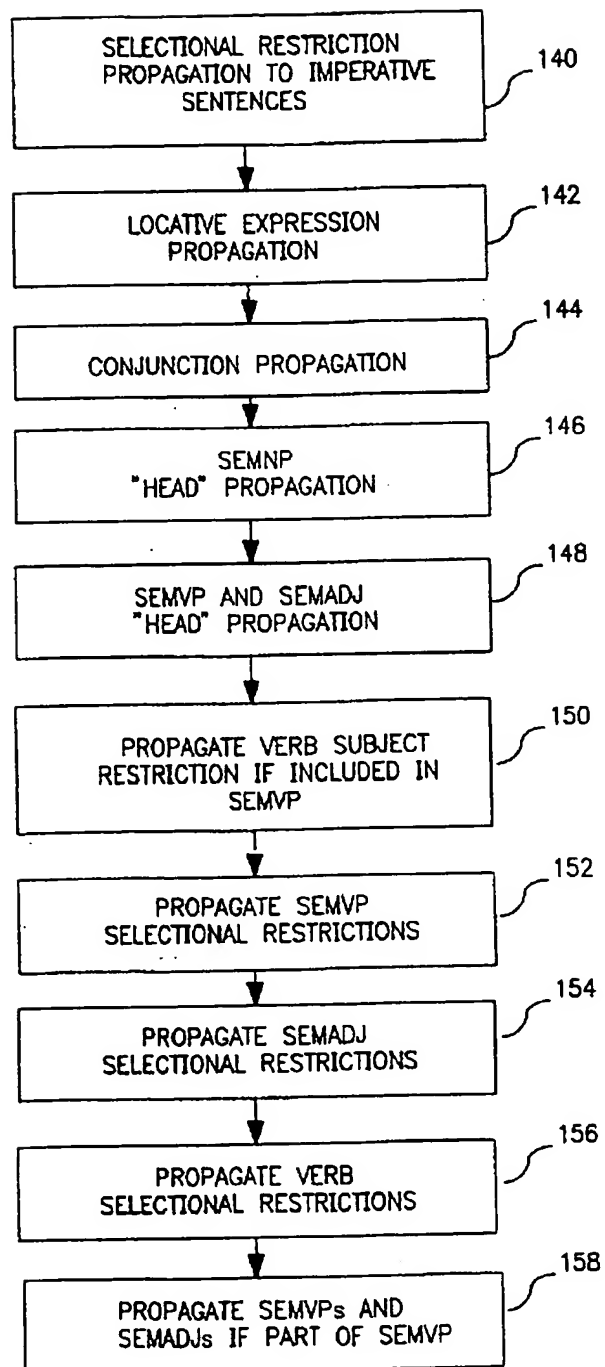 SELECTIONAL RESTRICTION
PROPAGATION TO IMPERATIVE
SENTENCES
140
LOCATIVE EXPRESSION
PROPAGATION
142
CONJUNCTION PROPAGATION
144
SEMNP
"HEAD" PROPAGATION
146
SEMVP AND SEMADJ
"HEAD" PROPAGATION
148
PROPAGATE VERB SUBJECT
RESTRICTION IF INCLUDED IN
SEMVP
150
PROPAGATE SEMVP
SELECTIONAL RESTRICTIONS
152
PROPAGATE SEMADJ
SELECTIONAL RESTRICTIONS
154
PROPAGATE VERB
SELECTIONAL RESTRICTIONS
156
PROPAGATE SEMVPs AND
SEMADJs IF PART OF SEMVP
158